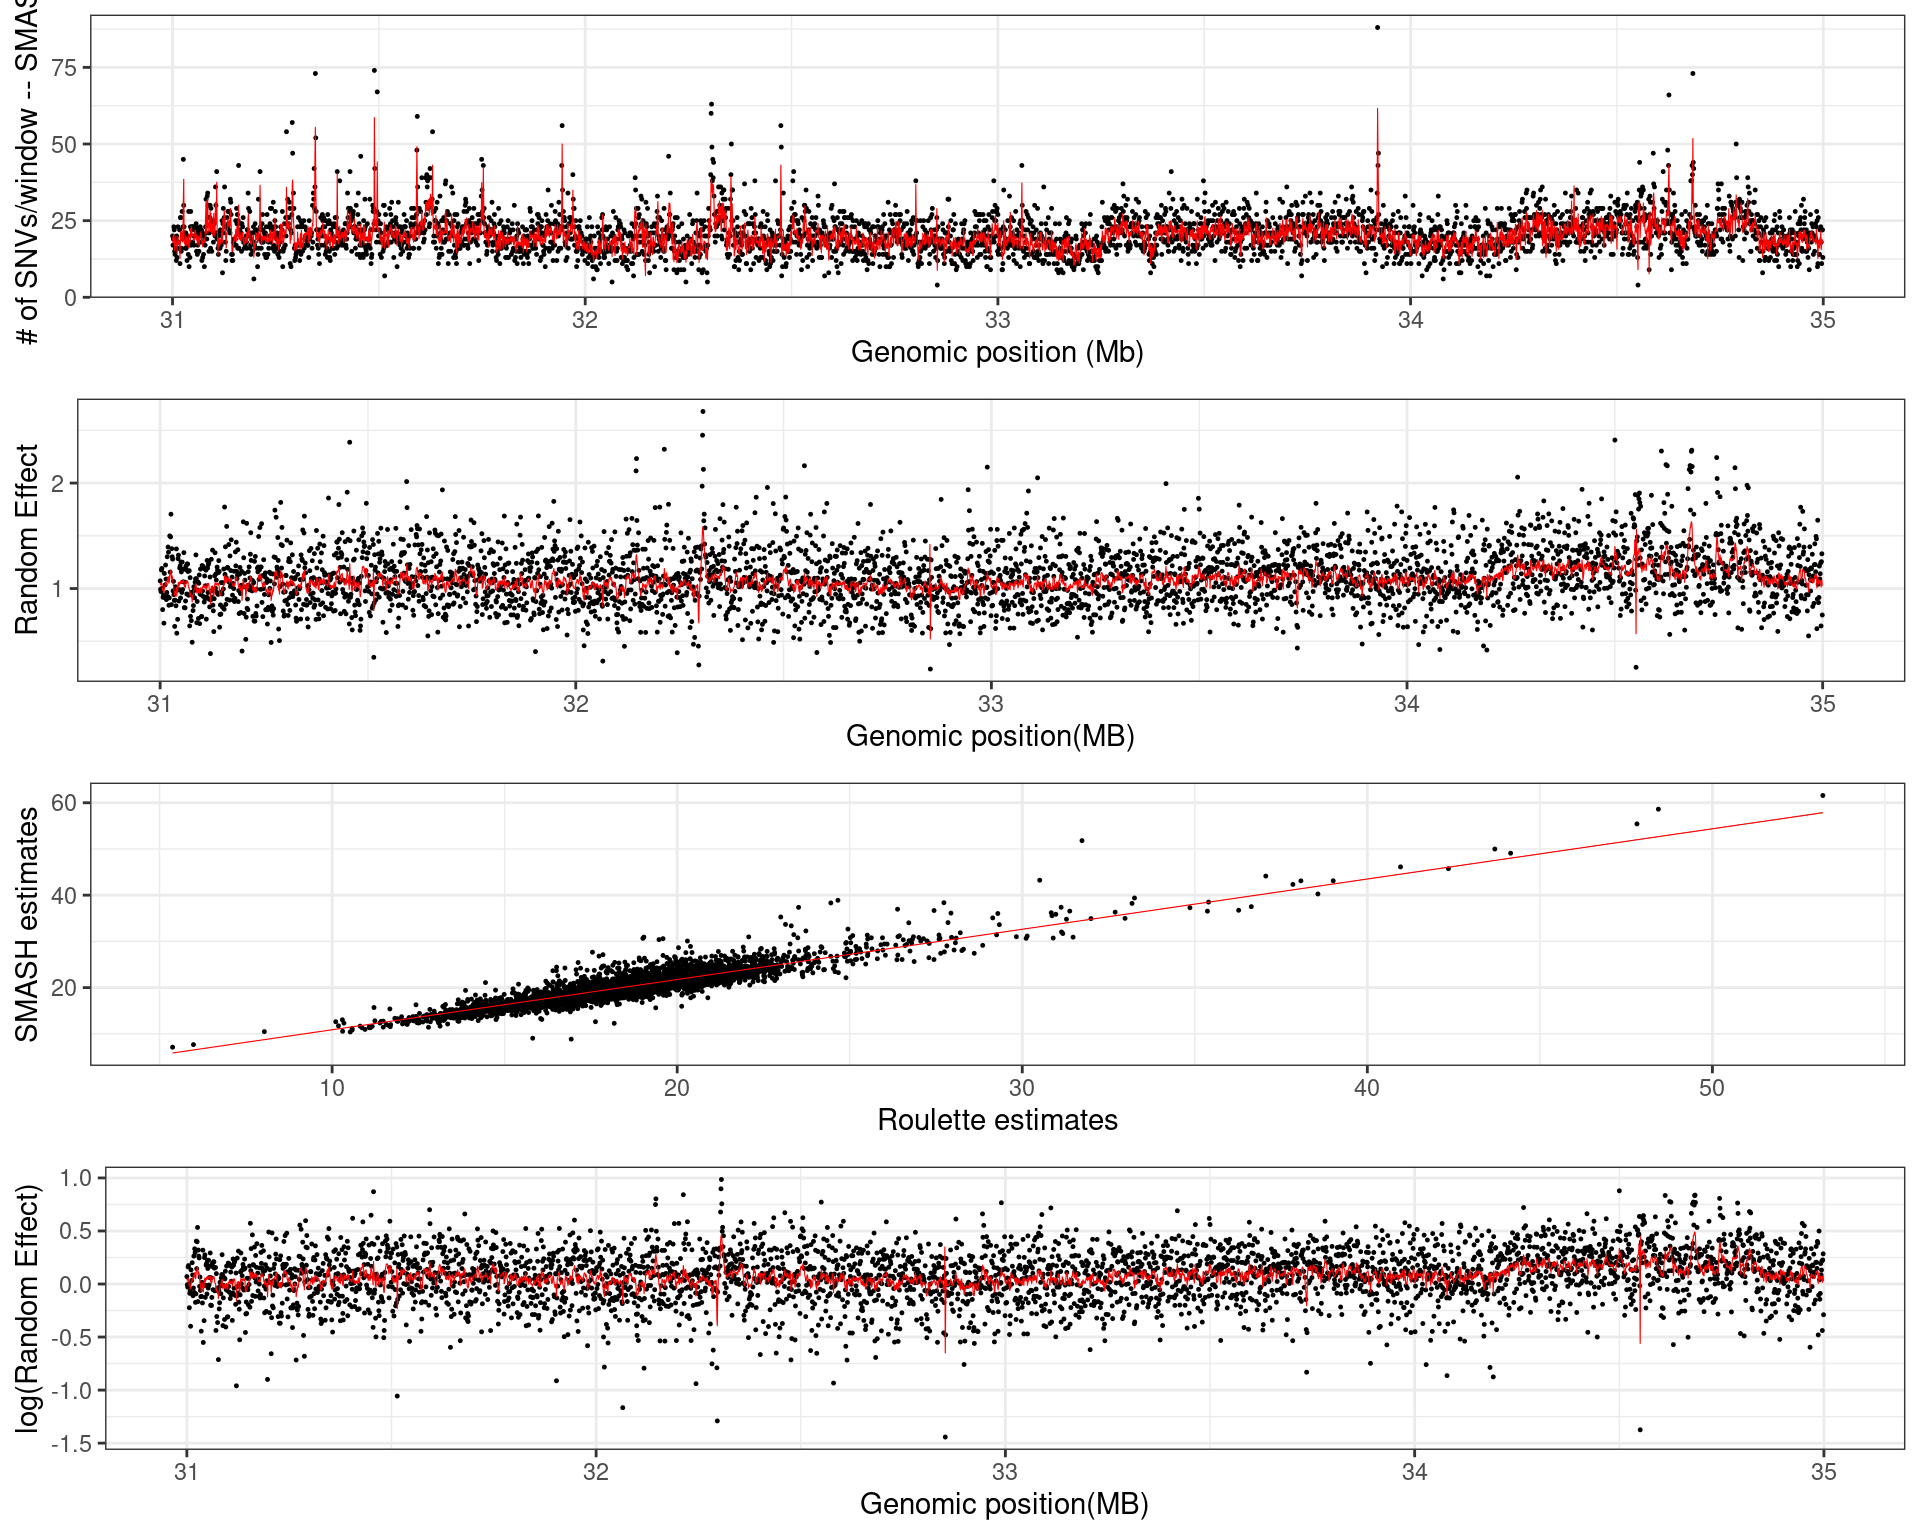 # of SNVs/window -- SMAS
75
50
25
0
31 32 33 34 35
Genomic position (Mb)
Random Effect
2
1
31 32 33 34 35
Genomic position(MB)
SMASH estimates
60
40
20
10 20 30 40 50
Roulette estimates
log(Random Effect)
1.0
0.5
0.0
-0.5
-1.0
-1.5
31 32 33 34 35
Genomic position(MB)